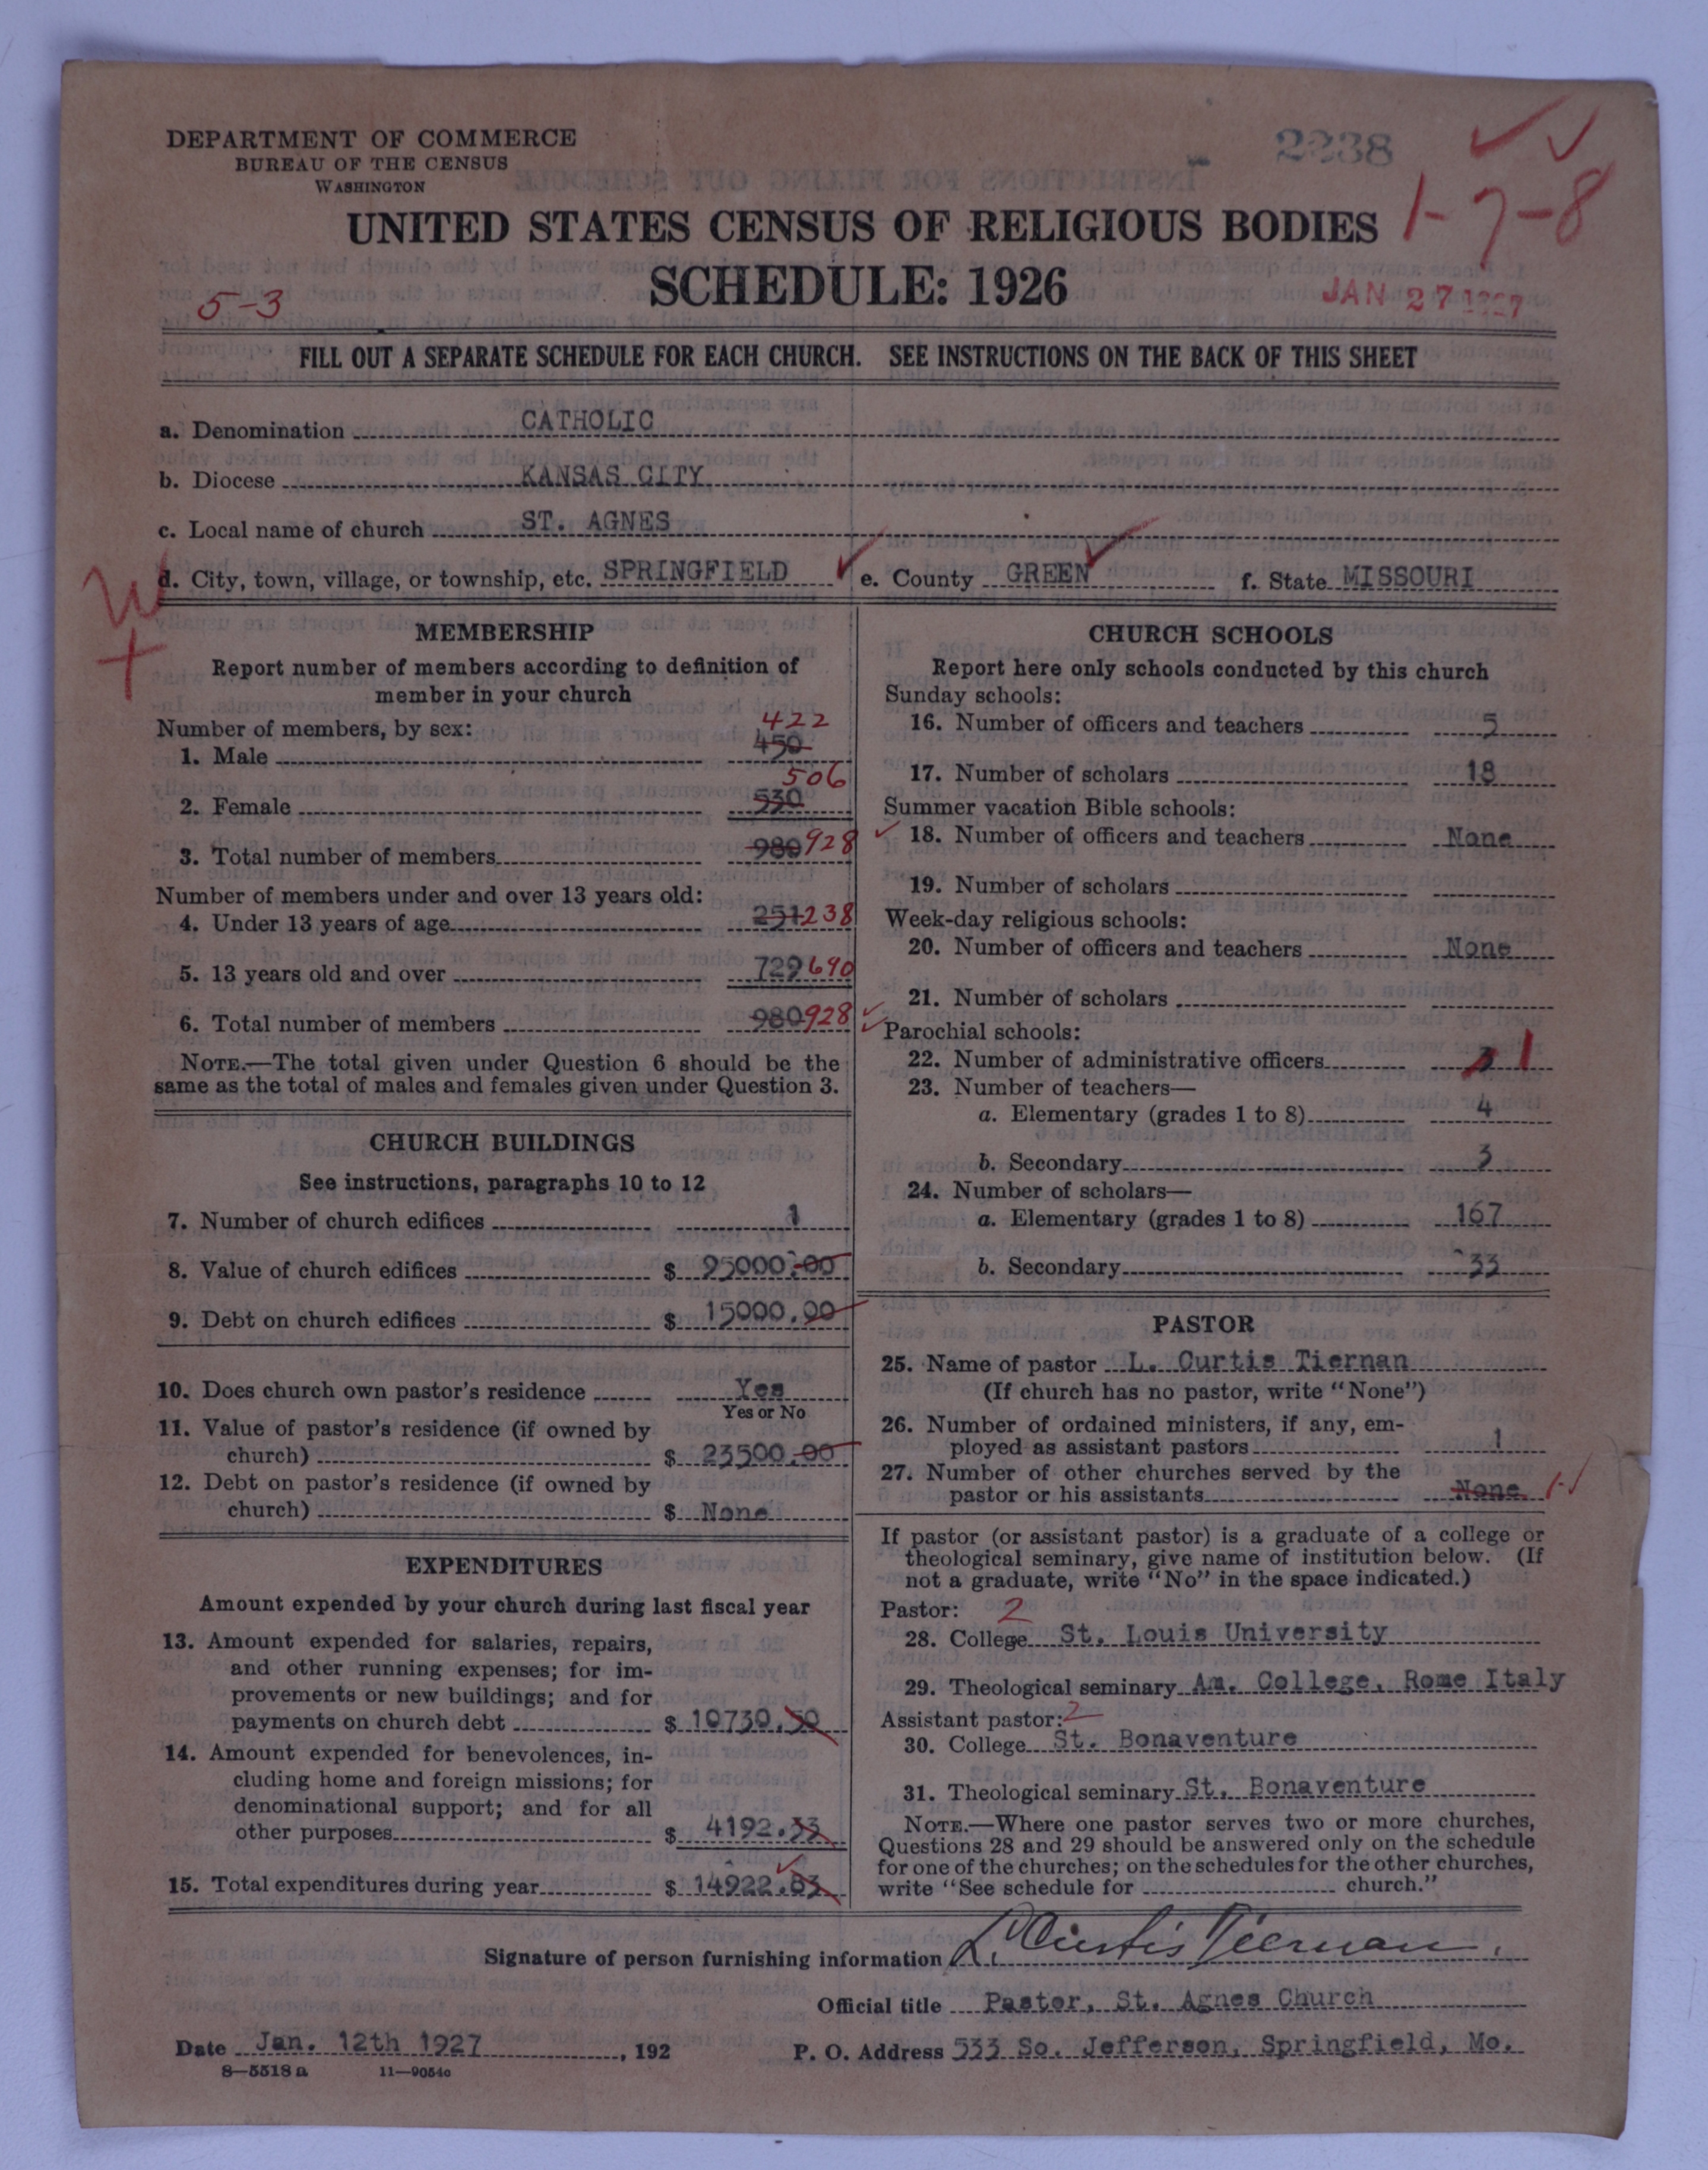 DEPARTMENT OF COMMERCE
BUREAU OF THE CENSUS
WASHINGTON
2238
1-7-8
UNITED STATES CENSUS OF RELIGIOUS BODIES
SCHEDULE: 1926
5-3
JAN 27 1927
FILL OUT A SEPARATE SCHEDULE FOR EACH CHURCH. SEE INSTRUCTIONS ON THE BACK OF THIS SHEET
a. Denomination CATHOLIC
b. Diocese KANSAS CITY
c. Local name of church ST. AGNES
d. City, town, village, or township, etc. SPRINGFIELD e. County GREEN f. State MISSOURI
MEMBERSHIP
Report number of members according to definition of
member in your church
Number of members, by sex:
422
1. Male 450
506
2. Female 530
3. Total number of members 980 928
Number of members under and over 13 years old:
4. Under 13 years of age 251 238
5. 13 years old and over 729 690
6. Total number of members 980 928
NOTE.—The total given under Question 6 should be the
same as the total of males and females given under Question 3.
CHURCH BUILDINGS
See instructions, paragraphs 10 to 12
7. Number of church edifices 1
8. Value of church edifices $ 95000.00
9. Debt on church edifices $ 15000.00
10. Does church own pastor's residence Yes
Yes or No
11. Value of pastor's residence (if owned by
church) $ 23500.00
12. Debt on pastor's residence (if owned by
church) $ None
EXPENDITURES
Amount expended by your church during last fiscal year
13. Amount expended for salaries, repairs,
and other running expenses; for im-
provements or new buildings; and for
payments on church debt $ 10730.50
14. Amount expended for benevolences, in-
cluding home and foreign missions; for
denominational support; and for all
other purposes $ 4192.33
15. Total expenditures during year $ 14922.83
CHURCH SCHOOLS
Report here only schools conducted by this church
Sunday schools:
16. Number of officers and teachers 5
17. Number of scholars 18
Summer vacation Bible schools:
18. Number of officers and teachers None
19. Number of scholars
Week-day religious schools:
20. Number of officers and teachers None
21. Number of scholars
Parochial schools:
22. Number of administrative officers 1
23. Number of teachers—
a. Elementary (grades 1 to 8) 4
b. Secondary 3
24. Number of scholars—
a. Elementary (grades 1 to 8) 167
b. Secondary 33
PASTOR
25. Name of pastor L. Curtis Tiernan
(If church has no pastor, write "None")
26. Number of ordained ministers, if any, em-
ployed as assistant pastors 1
27. Number of other churches served by the
pastor or his assistants None 1-
If pastor (or assistant pastor) is a graduate of a college or
theological seminary, give name of institution below. (If
not a graduate, write "No" in the space indicated.)
Pastor: 2
28. College St. Louis University
29. Theological seminary Am. College, Rome Italy
Assistant pastor: 2
30. College St. Bonaventure
31. Theological seminary St. Bonaventure
NOTE.—Where one pastor serves two or more churches,
Questions 28 and 29 should be answered only on the schedule
for one of the churches; on the schedules for the other churches,
write "See schedule for church."
Signature of person furnishing information L. Curtis Tiernan.
Official title Pastor, St. Agnes Church
Date Jan. 12th 1927, 192
P. O. Address 533 So. Jefferson, Springfield, Mo.
8—5518 a 11—9054c